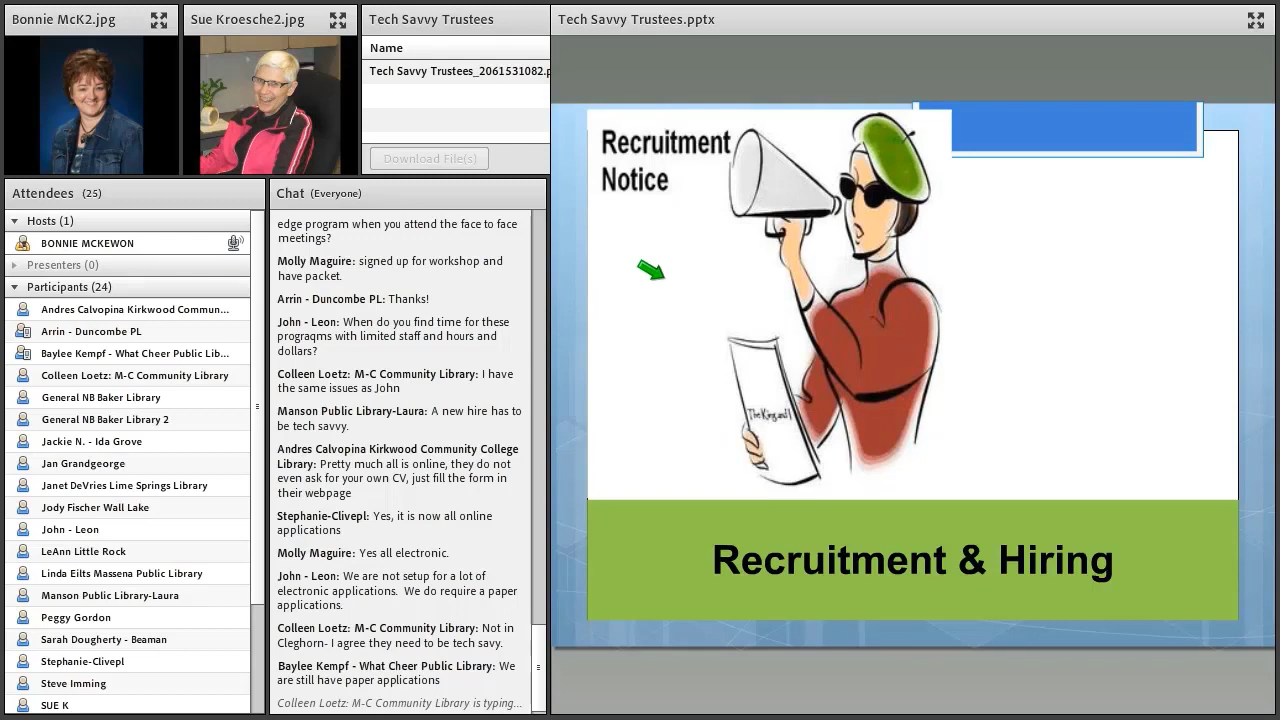 Bonnie McK2.jpg
Sue Kroesche2.jpg
Tech Savvy Trustees
Name
Tech Savvy Trustees_2061531082.p
Download File(s)
Attendees (25)
Hosts (1)
BONNIE MCKEWON
Presenters (0)
Participants (24)
Andres Calvopina Kirkwood Commun...
Arrin - Duncombe PL
Baylee Kempf - What Cheer Public Lib...
Colleen Loetz: M-C Community Library
General NB Baker Library
General NB Baker Library 2
Jackie N. - Ida Grove
Jan Grandgeorge
Janet DeVries Lime Springs Library
Jody Fischer Wall Lake
John - Leon
LeAnn Little Rock
Linda Eilts Massena Public Library
Manson Public Library-Laura
Peggy Gordon
Sarah Dougherty - Beaman
Stephanie-Clivepl
Steve Imming
SUE K
Chat (Everyone)
edge program when you attend the face to face
meetings?
Molly Maguire: signed up for workshop and
have packet.
Arrin - Duncombe PL: Thanks!
John - Leon: When do you find time for these
prograqms with limited staff and hours and
dollars?
Colleen Loetz: M-C Community Library: I have
the same issues as John
Manson Public Library-Laura: A new hire has to
be tech savvy.
Andres Calvopina Kirkwood Community College
Library: Pretty much all is online, they do not
even ask for your own CV, just fill the form in
their webpage
Stephanie-Clivepl: Yes, it is now all online
applications
Molly Maguire: Yes all electronic.
John - Leon: We are not setup for a lot of
electronic applications. We do require a paper
applications.
Colleen Loetz: M-C Community Library: Not in
Cleghorn- I agree they need to be tech savy.
Baylee Kempf - What Cheer Public Library: We
are still have paper applications
Colleen Loetz: M-C Community Library is typing...
Tech Savvy Trustees.pptx
Recruitment
Notice
The King and I
Recruitment & Hiring